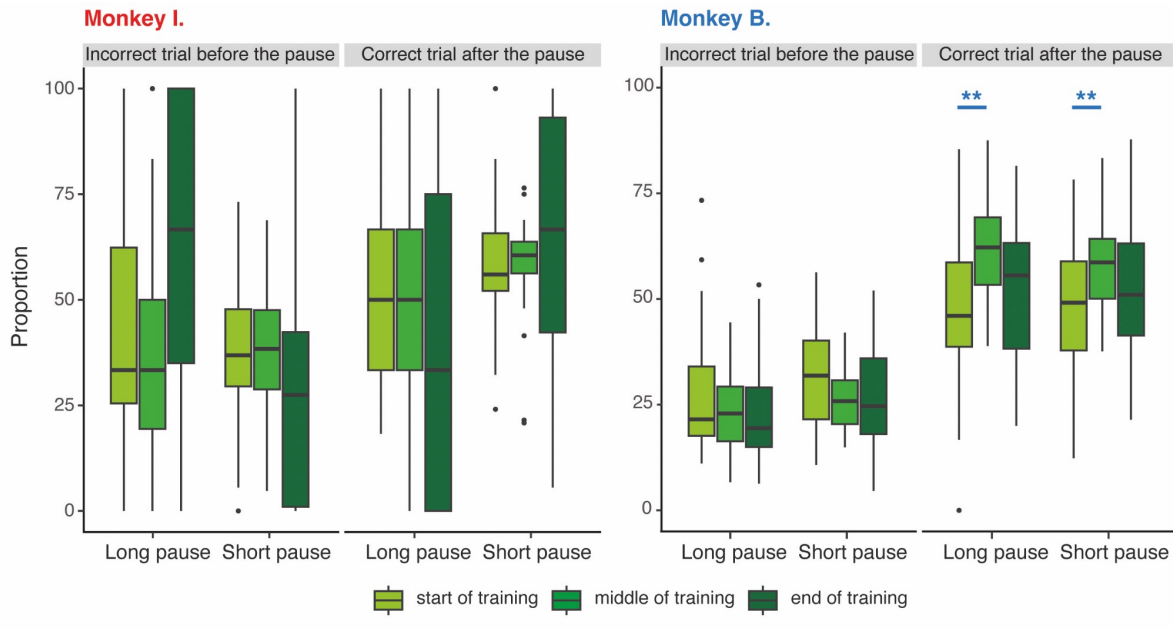 Monkey I.
Incorrect trial before the pause
Correct trial after the pause
100
75
50
25
0
Proportion
Long pause
Short pause
Long pause
Short pause
Monkey B.
Incorrect trial before the pause
Correct trial after the pause
100
75
50
25
0
**
**
Long pause
Short pause
Long pause
Short pause
start of training
middle of training
end of training